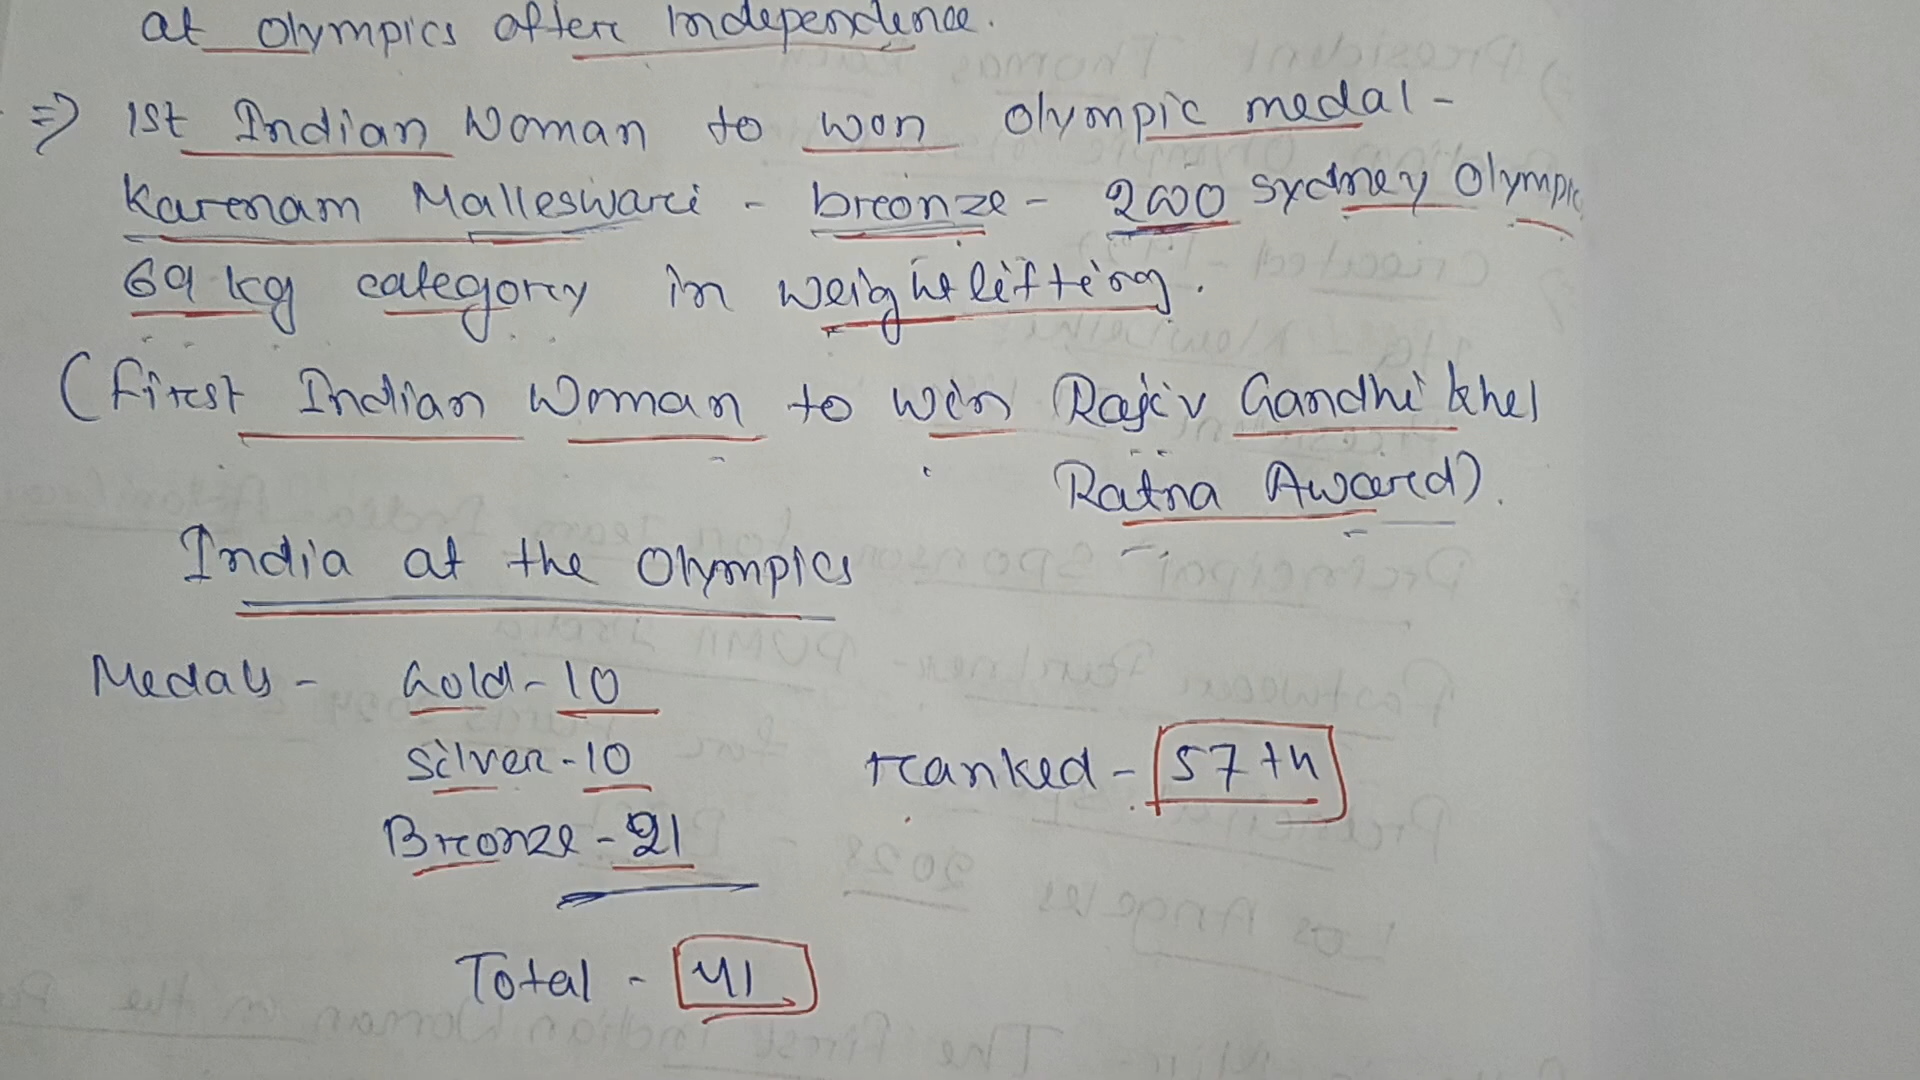 at Olympics after Independence.
⇒ 1st Indian Woman to won Olympic medal -
Karnam Malleswari - bronze - 2000 Sydney Olympic
69 kg category in weightlifting.
(First Indian Woman to win Rajiv Gandhi Khel
Ratna Award).
India at the Olympics
Medals - Gold - 10
Silver - 10
ranked - 57th
Bronze - 21
Total - 41